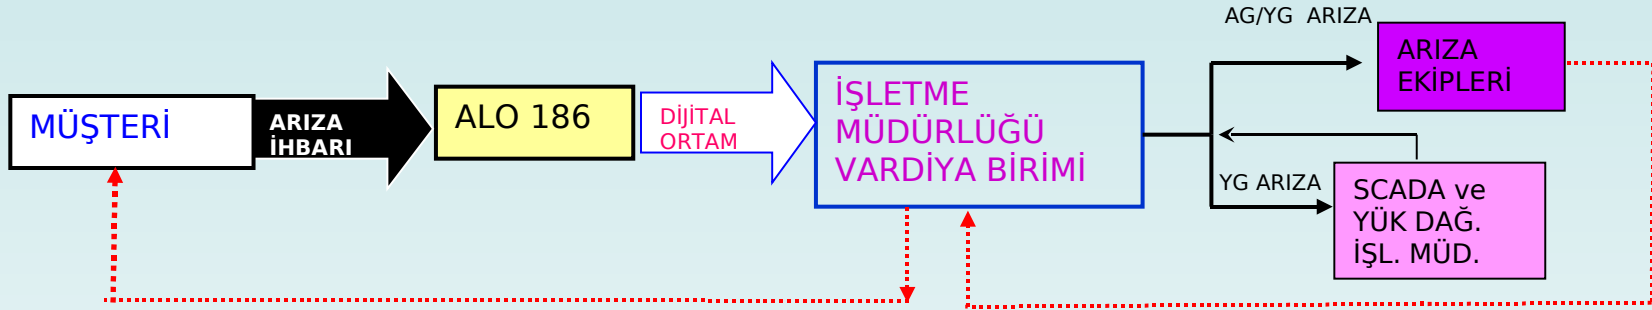 MÜŞTERİ
ARIZA
İHBARI
ALO 186
DİJİTAL
ORTAM
İŞLETME
MÜDÜRLÜĞÜ
VARDİYA BİRİMİ
AG/YG ARIZA
ARIZA
EKİPLERİ
YG ARIZA
SCADA ve
YÜK DAĞ.
İŞL. MÜD.